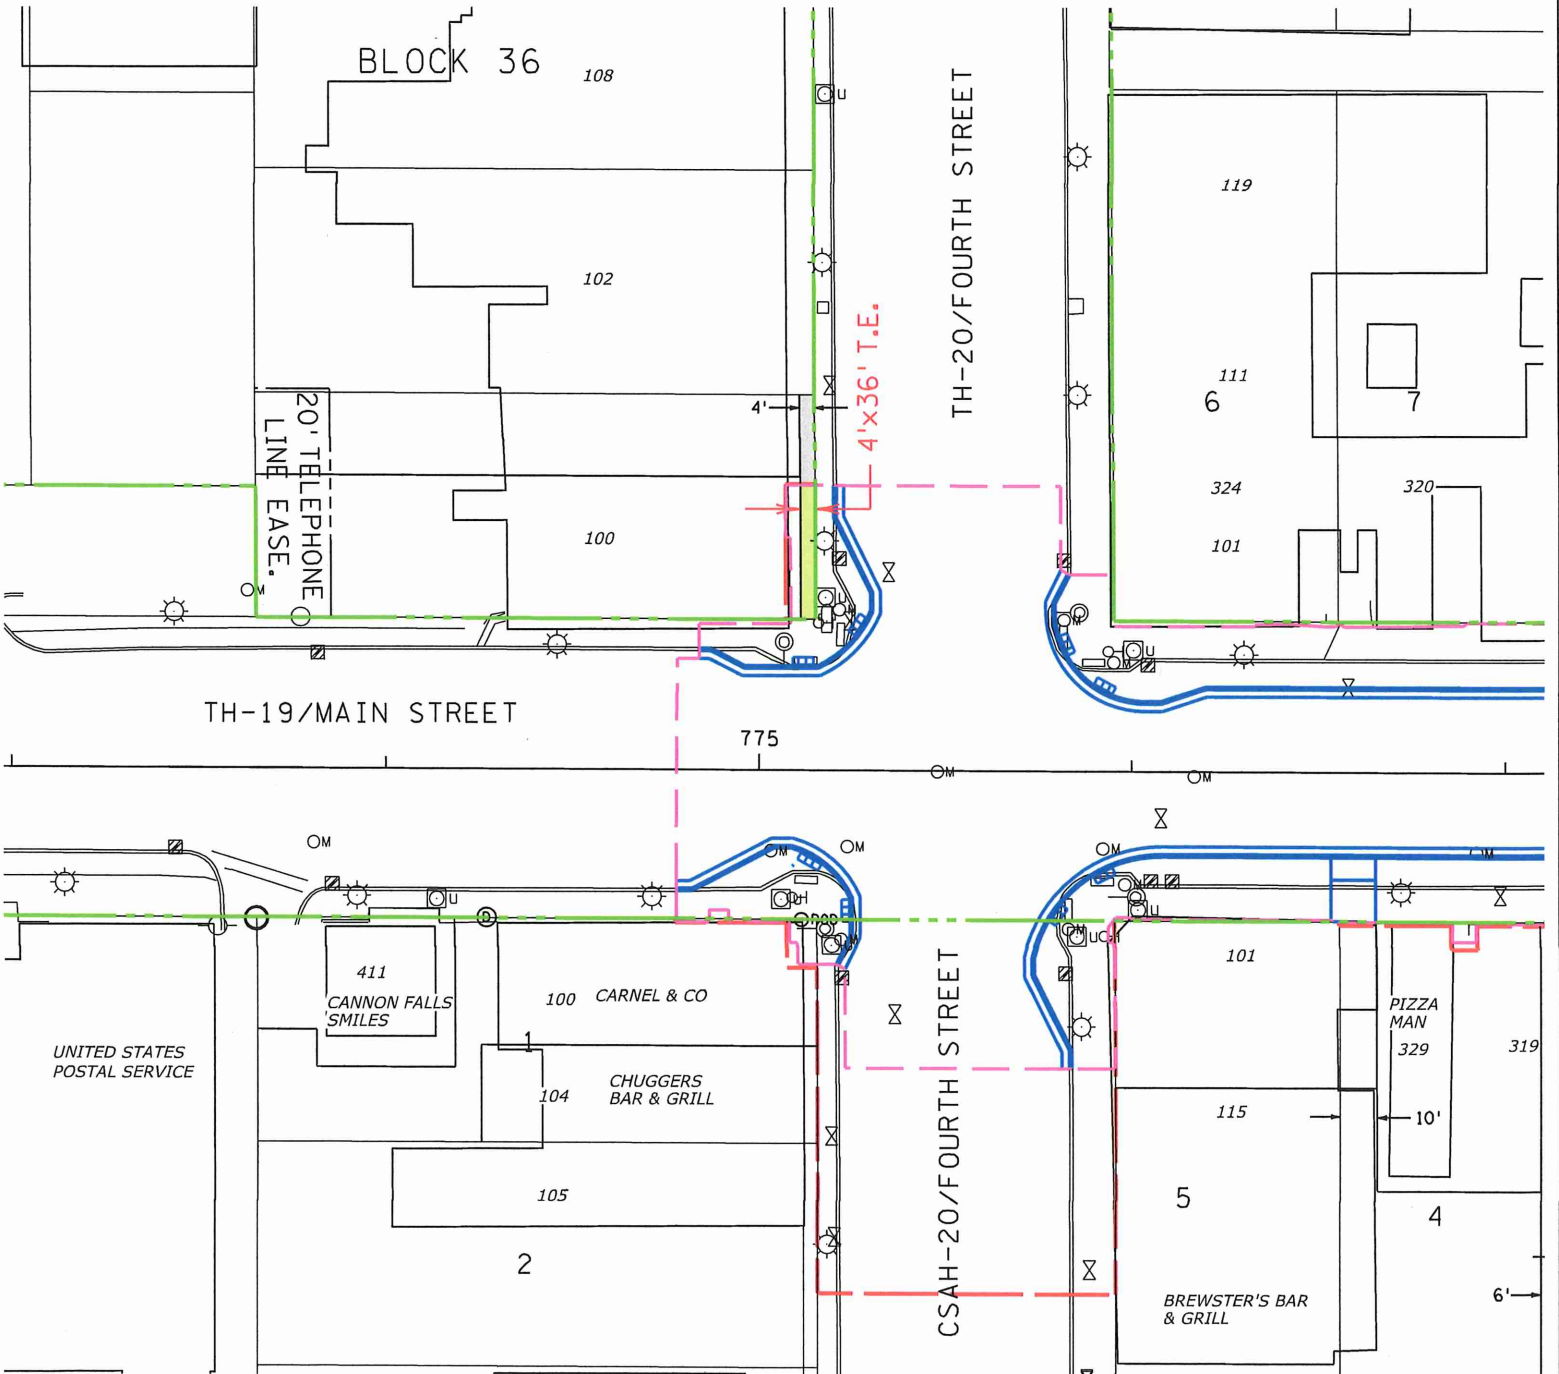 BLOCK 36
108
U
TH-20/FOURTH STREET
119
102
4'x36' T.E.
111
6
7
4'
20' TELEPHONE
LINE EASE.
324
320
100
101
M
U
M
U
M
TH-19/MAIN STREET
775
M
M
M
M
M
M
M
U
D
U
411
CANNON FALLS
SMILES
100
CARNEL & CO
101
PIZZA
MAN
329
319
1
UNITED STATES
POSTAL SERVICE
CHUGGERS
BAR & GRILL
104
115
10'
105
5
4
2
CSAH-20/FOURTH STREET
BREWSTER'S BAR
& GRILL
6'